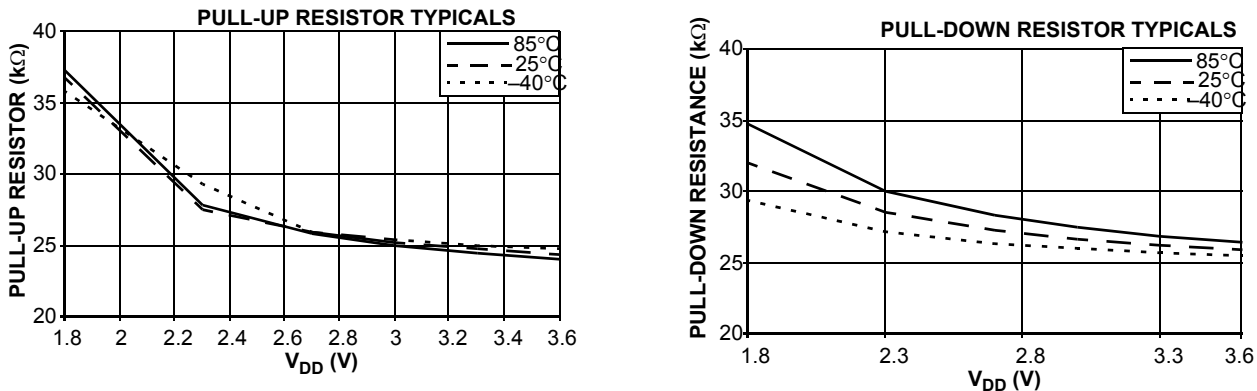 PULL-UP RESISTOR TYPICALS
PULL-UP RESISTOR (kΩ)
40
35
30
25
20
85°C
25°C
–40°C
1.8 2 2.2 2.4 2.6 2.8 3 3.2 3.4 3.6
VDD (V)
PULL-DOWN RESISTOR TYPICALS
PULL-DOWN RESISTANCE (kΩ)
40
35
30
25
20
85°C
25°C
–40°C
1.8 2.3 2.8 3.3 3.6
VDD (V)